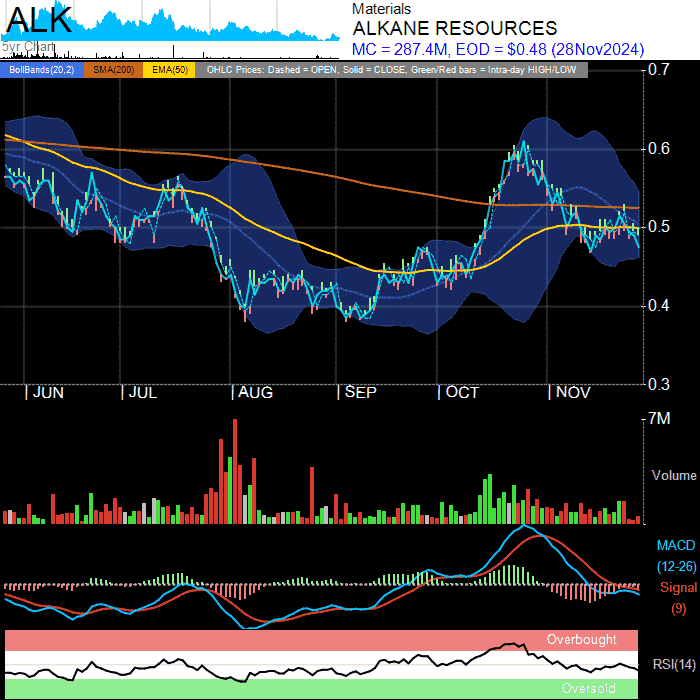 ALK
5yr Chart
Materials
ALKANE RESOURCES
MC = 287.4M, EOD = $0.48 (28Nov2024)
BollBands(20,2) SMA(200) EMA(50) OHLC Prices: Dashed = OPEN, Solid = CLOSE, Green/Red bars = Intra-day HIGH/LOW
0.7
0.6
0.5
0.4
0.3
JUN JUL AUG SEP OCT NOV
7M
Volume
MACD
(12-26)
Signal
(9)
Overbought
RSI(14)
Oversold